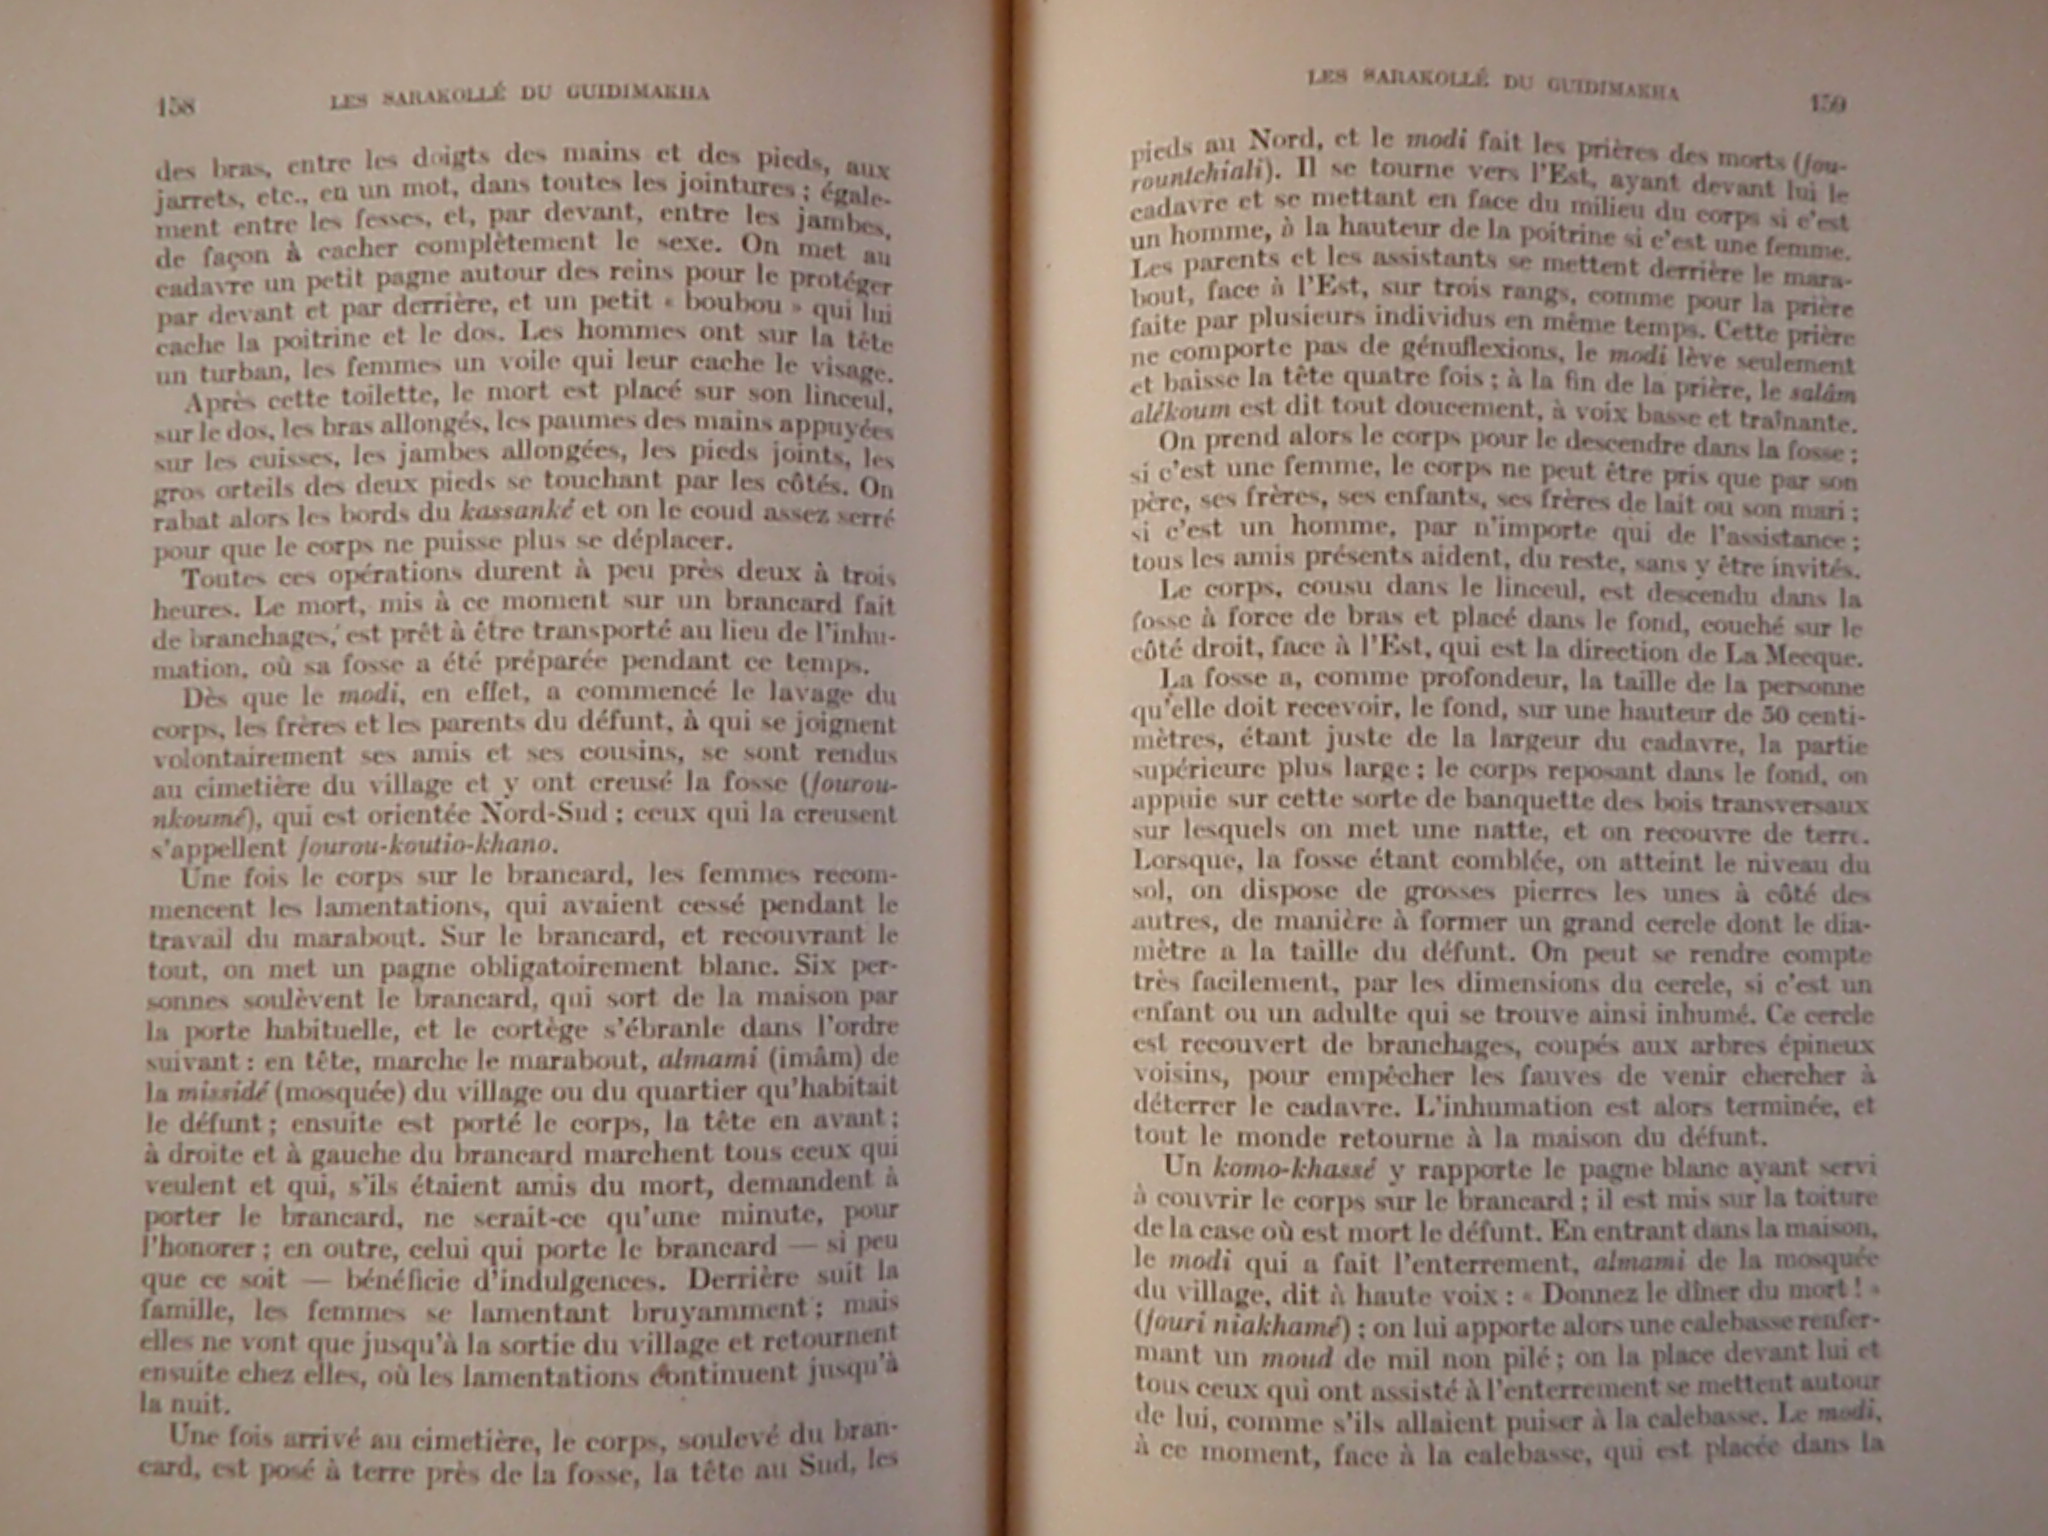 158 LES SARAKOLLÉ DU GUIDIMAKHA
des bras, entre les doigts des mains et des pieds, aux
jarrets, etc., en un mot, dans toutes les jointures ; égale-
ment entre les fesses, et, par devant, entre les jambes,
de façon à cacher complètement le sexe. On met au
cadavre un petit pagne autour des reins pour le protéger
par devant et par derrière, et un petit « boubou » qui lui
cache la poitrine et le dos. Les hommes ont sur la tête
un turban, les femmes un voile qui leur cache le visage.
Après cette toilette, le mort est placé sur son linceul,
sur le dos, les bras allongés, les paumes des mains appuyées
sur les cuisses, les jambes allongées, les pieds joints, les
gros orteils des deux pieds se touchant par les côtés. On
rabat alors les bords du kassanké et on le coud assez serré
pour que le corps ne puisse plus se déplacer.
Toutes ces opérations durent à peu près deux à trois
heures. Le mort, mis à ce moment sur un brancard fait
de branchages, est prêt à être transporté au lieu de l'inhu-
mation, où sa fosse a été préparée pendant ce temps.
Dès que le modi, en effet, a commencé le lavage du
corps, les frères et les parents du défunt, à qui se joignent
volontairement ses amis et ses cousins, se sont rendus
au cimetière du village et y ont creusé la fosse (fourou-
nkoumé), qui est orientée Nord-Sud ; ceux qui la creusent
s'appellent fourou-koutio-khano.
Une fois le corps sur le brancard, les femmes recom-
mencent les lamentations, qui avaient cessé pendant le
travail du marabout. Sur le brancard, et recouvrant le
tout, on met un pagne obligatoirement blanc. Six per-
sonnes soulèvent le brancard, qui sort de la maison par
la porte habituelle, et le cortège s'ébranle dans l'ordre
suivant : en tête, marche le marabout, almami (imâm) de
la missidé (mosquée) du village ou du quartier qu'habitait
le défunt ; ensuite est porté le corps, la tête en avant ;
à droite et à gauche du brancard marchent tous ceux qui
veulent et qui, s'ils étaient amis du mort, demandent à
porter le brancard, ne serait-ce qu'une minute, pour
l'honorer ; en outre, celui qui porte le brancard — si peu
que ce soit — bénéficie d'indulgences. Derrière suit la
famille, les femmes se lamentant bruyamment ; mais
elles ne vont que jusqu'à la sortie du village et retournent
ensuite chez elles, où les lamentations continuent jusqu'à
la nuit.
Une fois arrivé au cimetière, le corps, soulevé du bran-
card, est posé à terre près de la fosse, la tête au Sud, les
LES SARAKOLLÉ DU GUIDIMAKHA 159
pieds au Nord, et le modi fait les prières des morts (fou-
rountchiali). Il se tourne vers l'Est, ayant devant lui le
cadavre et se mettant en face du milieu du corps si c'est
un homme, à la hauteur de la poitrine si c'est une femme.
Les parents et les assistants se mettent derrière le mara-
bout, face à l'Est, sur trois rangs, comme pour la prière
faite par plusieurs individus en même temps. Cette prière
ne comporte pas de génuflexions, le modi lève seulement
et baisse la tête quatre fois ; à la fin de la prière, le salâm
alékoum est dit tout doucement, à voix basse et traînante.
On prend alors le corps pour le descendre dans la fosse ;
si c'est une femme, le corps ne peut être pris que par son
père, ses frères, ses enfants, ses frères de lait ou son mari ;
si c'est un homme, par n'importe qui de l'assistance ;
tous les amis présents aident, du reste, sans y être invités.
Le corps, cousu dans le linceul, est descendu dans la
fosse à force de bras et placé dans le fond, couché sur le
côté droit, face à l'Est, qui est la direction de La Mecque.
La fosse a, comme profondeur, la taille de la personne
qu'elle doit recevoir, le fond, sur une hauteur de 50 centi-
mètres, étant juste de la largeur du cadavre, la partie
supérieure plus large ; le corps reposant dans le fond, on
appuie sur cette sorte de banquette des bois transversaux
sur lesquels on met une natte, et on recouvre de terre.
Lorsque, la fosse étant comblée, on atteint le niveau du
sol, on dispose de grosses pierres les unes à côté des
autres, de manière à former un grand cercle dont le dia-
mètre a la taille du défunt. On peut se rendre compte
très facilement, par les dimensions du cercle, si c'est un
enfant ou un adulte qui se trouve ainsi inhumé. Ce cercle
est recouvert de branchages, coupés aux arbres épineux
voisins, pour empêcher les fauves de venir chercher à
déterrer le cadavre. L'inhumation est alors terminée, et
tout le monde retourne à la maison du défunt.
Un komo-khassé y rapporte le pagne blanc ayant servi
à couvrir le corps sur le brancard ; il est mis sur la toiture
de la case où est mort le défunt. En entrant dans la maison,
le modi qui a fait l'enterrement, almami de la mosquée
du village, dit à haute voix : « Donnez le dîner du mort ! »
(fouri niakhamé) ; on lui apporte alors une calebasse renfer-
mant un moud de mil non pilé ; on la place devant lui et
tous ceux qui ont assisté à l'enterrement se mettent autour
de lui, comme s'ils allaient puiser à la calebasse. Le modi,
à ce moment, face à la calebasse, qui est placée dans la